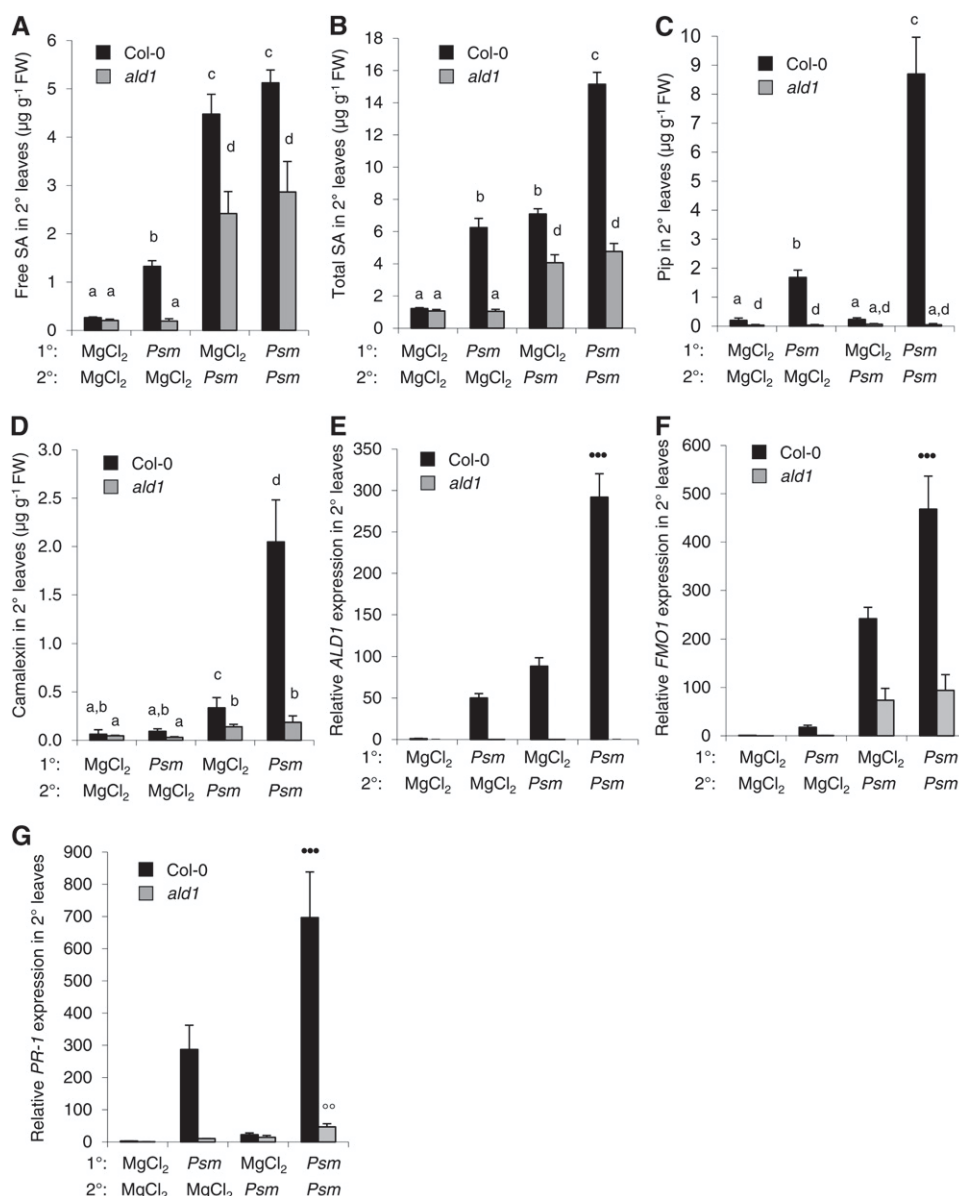 A
Free SA in 2° leaves (µg g⁻¹ FW)
Col-0
ald1
6
5
4
3
2
1
0
a a b a c d c d
1°: MgCl₂ Psm MgCl₂ Psm
2°: MgCl₂ MgCl₂ Psm Psm
B
Total SA in 2° leaves (µg g⁻¹ FW)
Col-0
ald1
18
16
14
12
10
8
6
4
2
0
a a b a b d c d
1°: MgCl₂ Psm MgCl₂ Psm
2°: MgCl₂ MgCl₂ Psm Psm
C
Pip in 2° leaves (µg g⁻¹ FW)
Col-0
ald1
10
9
8
7
6
5
4
3
2
1
0
a d b d a a,d c a,d
1°: MgCl₂ Psm MgCl₂ Psm
2°: MgCl₂ MgCl₂ Psm Psm
D
Camalexin in 2° leaves (µg g⁻¹ FW)
Col-0
ald1
3.0
2.5
2.0
1.5
1.0
0.5
0.0
a,b a a,b a c b d b
1°: MgCl₂ Psm MgCl₂ Psm
2°: MgCl₂ MgCl₂ Psm Psm
E
Relative ALD1 expression in 2° leaves
Col-0
ald1
350
300
250
200
150
100
50
0
•••
1°: MgCl₂ Psm MgCl₂ Psm
2°: MgCl₂ MgCl₂ Psm Psm
F
Relative FMO1 expression in 2° leaves
Col-0
ald1
600
500
400
300
200
100
0
•••
1°: MgCl₂ Psm MgCl₂ Psm
2°: MgCl₂ MgCl₂ Psm Psm
G
Relative PR-1 expression in 2° leaves
Col-0
ald1
900
800
700
600
500
400
300
200
100
0
•••
°°
1°: MgCl₂ Psm MgCl₂ Psm
2°: MgCl₂ MgCl₂ Psm Psm